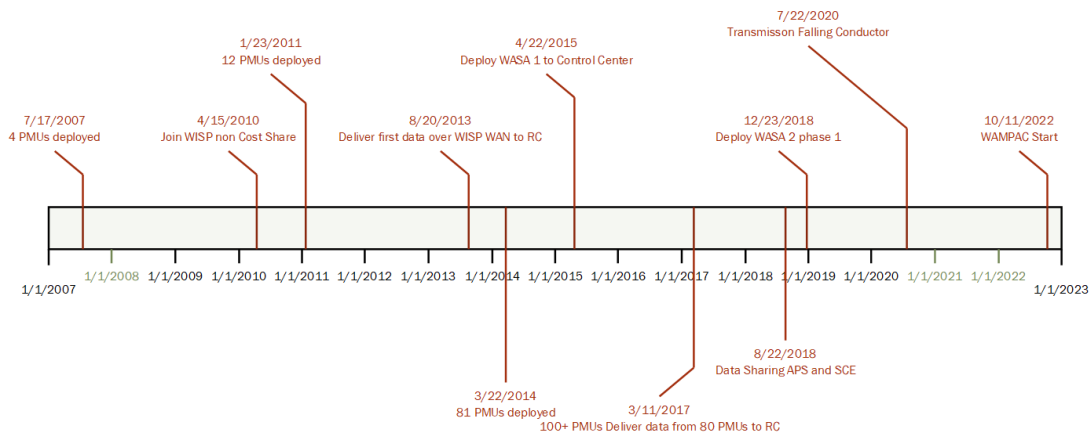 7/22/2020
Transmisson Falling Conductor
1/23/2011
12 PMUs deployed
4/22/2015
Deploy WASA 1 to Control Center
7/17/2007
4 PMUs deployed
4/15/2010
Join WISP non Cost Share
8/20/2013
Deliver first data over WISP WAN to RC
12/23/2018
Deploy WASA 2 phase 1
10/11/2022
WAMPAC Start
1/1/2008
1/1/2009
1/1/2010
1/1/2011
1/1/2012
1/1/2013
1/1/2014
1/1/2015
1/1/2016
1/1/2017
1/1/2018
1/1/2019
1/1/2020
1/1/2021
1/1/2022
1/1/2007
1/1/2023
8/22/2018
Data Sharing APS and SCE
3/22/2014
81 PMUs deployed
3/11/2017
100+ PMUs Deliver data from 80 PMUs to RC